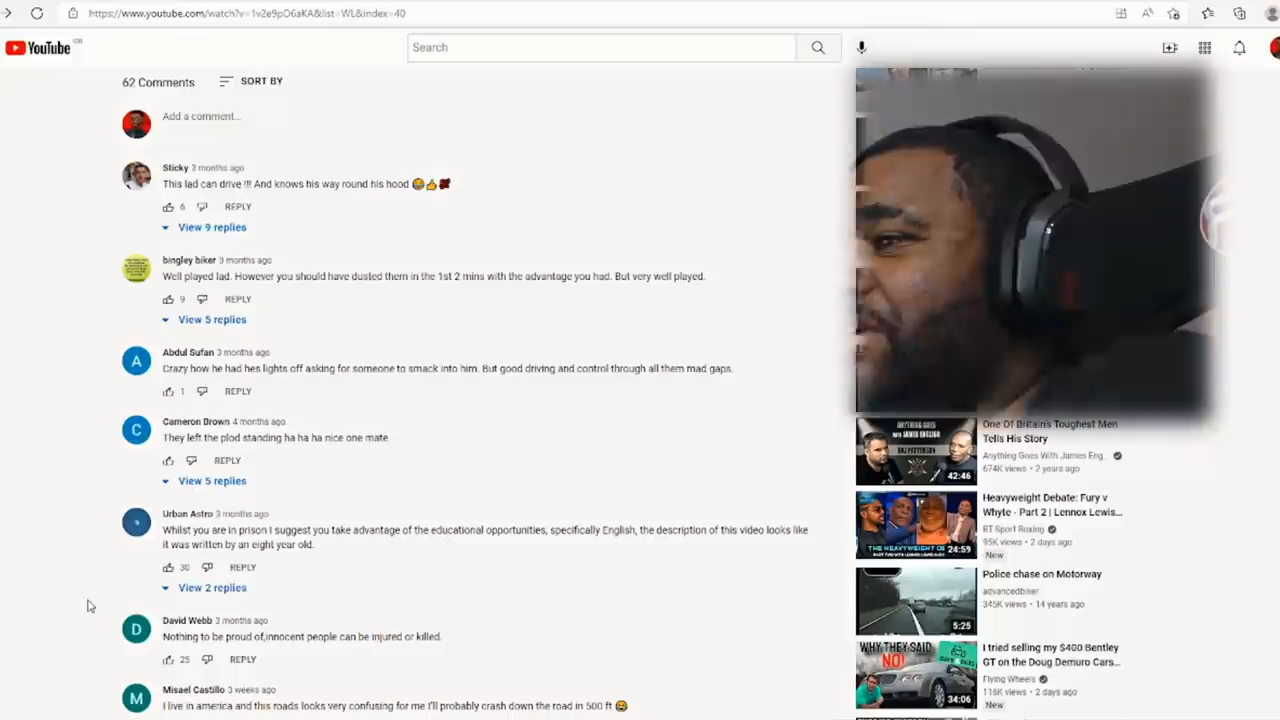 https://www.youtube.com/watch?v=1v2e9pO6aKA&list=WL&index=40
YouTube GB
Search
62 Comments SORT BY
Add a comment...
Sticky 3 months ago
This lad can drive !!! And knows his way round his hood
6 REPLY
View 9 replies
bingley biker 3 months ago
Well played lad. However you should have dusted them in the 1st 2 mins with the advantage you had. But very well played.
9 REPLY
View 5 replies
A
Abdul Sufan 3 months ago
Crazy how he had hes lights off asking for someone to smack into him. But good driving and control through all them mad gaps.
1 REPLY
C
Cameron Brown 4 months ago
They left the plod standing ha ha ha nice one mate
REPLY
View 5 replies
Urban Astro 3 months ago
Whilst you are in prison I suggest you take advantage of the educational opportunities, specifically English, the description of this video looks like
it was written by an eight year old.
30 REPLY
View 2 replies
D
David Webb 3 months ago
Nothing to be proud of,innocent people can be injured or killed.
25 REPLY
M
Misael Castillo 3 weeks ago
I live in america and this roads looks very confusing for me I'll probably crash down the road in 500 ft
One Of Britain's Toughest Men
Tells His Story
Anything Goes With James Eng...
674K views • 2 years ago
ANYTHING GOES
WITH JAMES ENGLISH
42:46
Heavyweight Debate: Fury v
Whyte - Part 2 | Lennox Lewis...
BT Sport Boxing
95K views • 2 days ago
New
THE HEAVYWEIGHT
24:59
Police chase on Motorway
advancedbiker
345K views • 14 years ago
5:25
I tried selling my $400 Bentley
GT on the Doug Demuro Cars...
Flying Wheels
116K views • 2 days ago
New
WHY THEY SAID
NO!
34:06